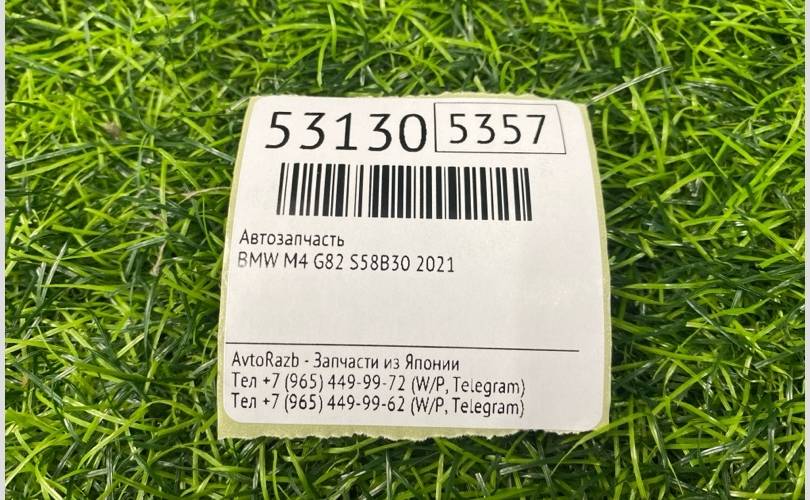 53130 5357
Автозапчасть
BMW M4 G82 S58B30 2021
AvtoRazb - Запчасти из Японии
Тел +7 (965) 449-99-72 (W/P, Telegram)
Тел +7 (965) 449-99-62 (W/P, Telegram)